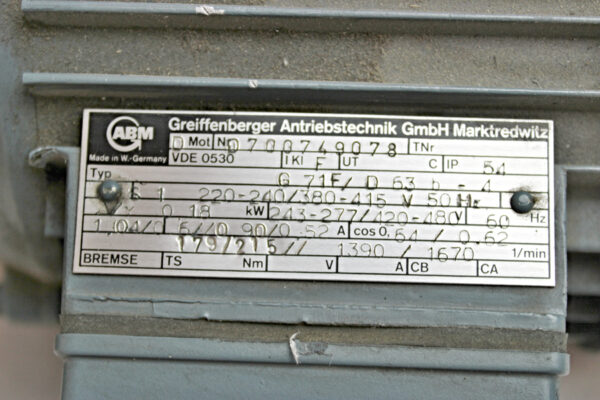 ABM
Made in W.-Germany
Greiffenberger Antriebstechnik GmbH Marktredwitz
D Mot Nr 0700749078 TNr
VDE 0530 IKl F UT C IP 54
Typ G 71F/ D 63 b - 4
S 1 220-240/380-415 V 50 Hz
0.18 kW 243-277/420-480V 60 Hz
1,04/0 0.90/0.52 A cos 0.64 / 0.62
179/215// 1390 / 1670 1/min
BREMSE TS Nm V A CB CA